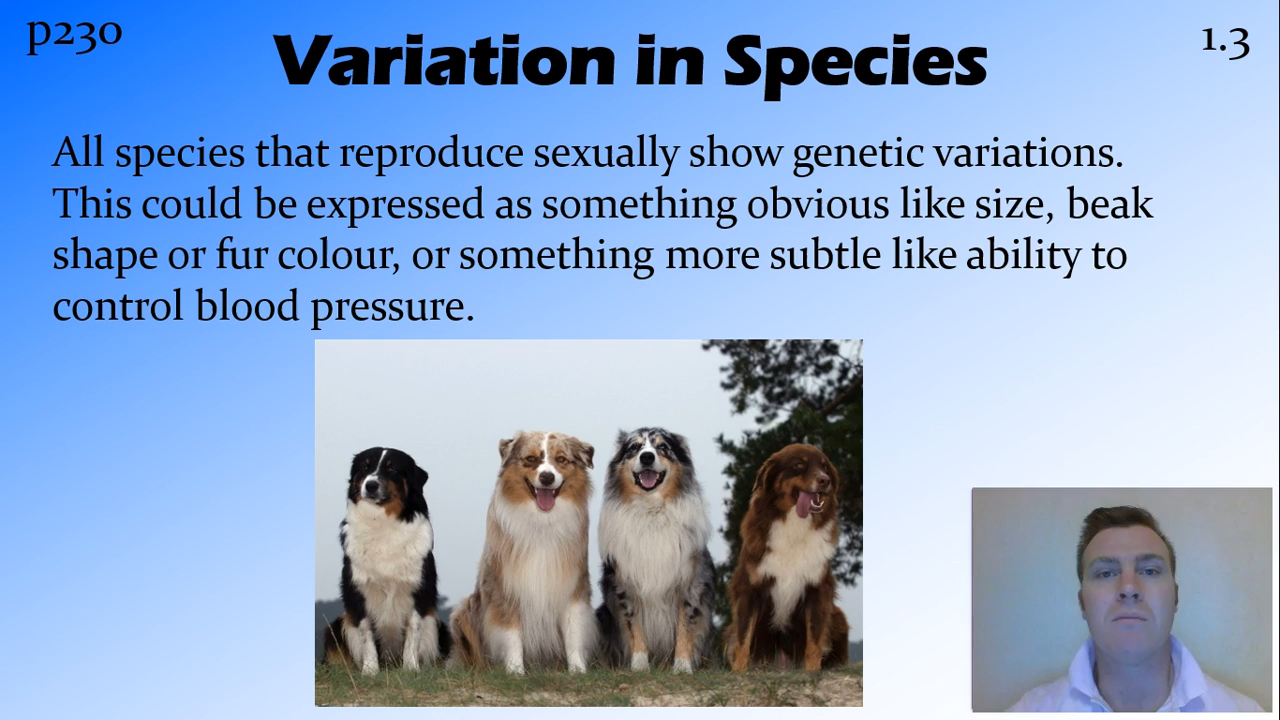 p230
Variation in Species
1.3
All species that reproduce sexually show genetic variations.
This could be expressed as something obvious like size, beak
shape or fur colour, or something more subtle like ability to
control blood pressure.